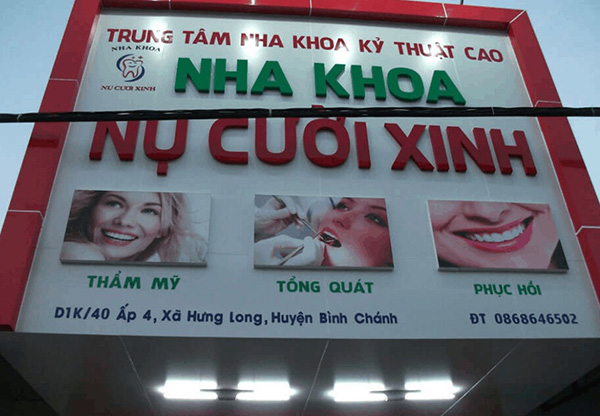 TRUNG TÂM NHA KHOA KỸ THUẬT CAO
NHA KHOA
NỤ CƯỜI XINH
NHA KHOA
NỤ CƯỜI XINH
THẨM MỸ
TỔNG QUÁT
PHỤC HỒI
D1K/40 Ấp 4, Xã Hưng Long, Huyện Bình Chánh
ĐT 0868646502